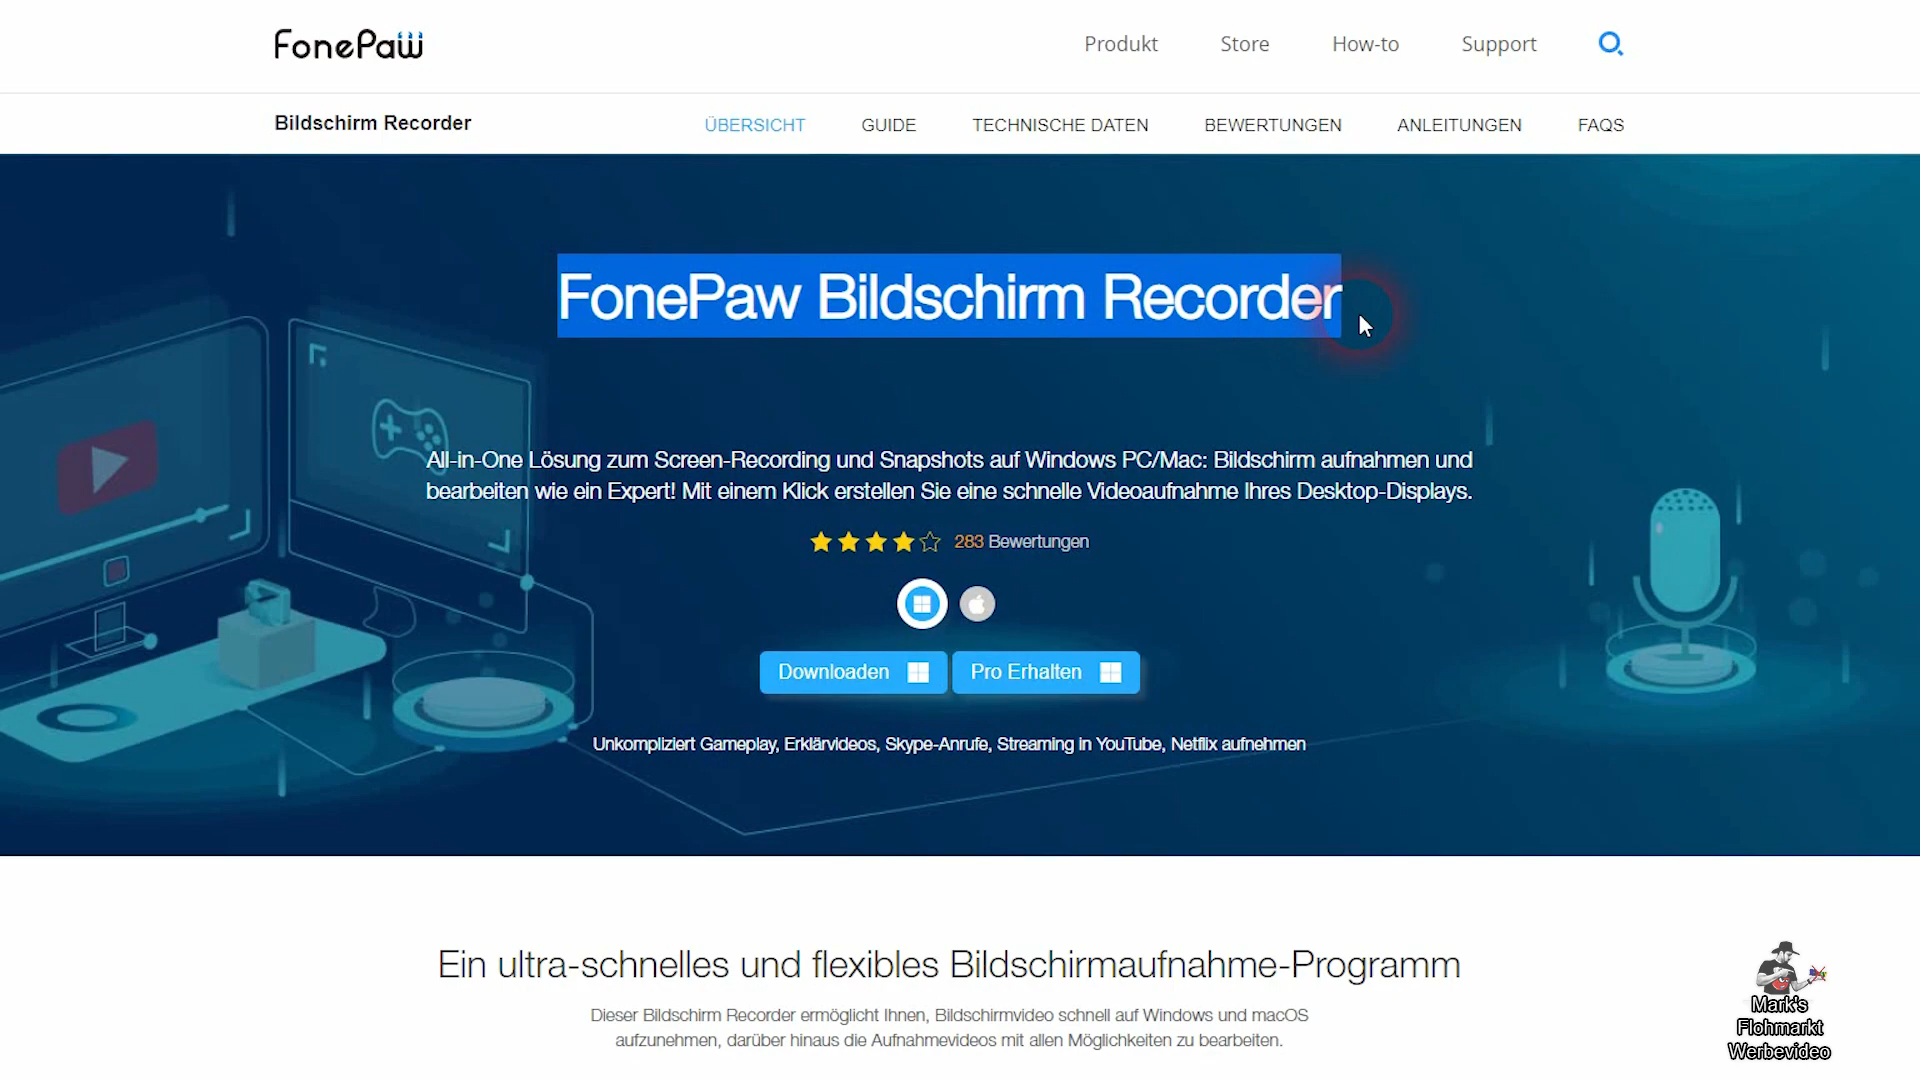 FonePaw
Produkt
Store
How-to
Support
Bildschirm Recorder
ÜBERSICHT
GUIDE
TECHNISCHE DATEN
BEWERTUNGEN
ANLEITUNGEN
FAQS
FonePaw Bildschirm Recorder
All-in-One Lösung zum Screen-Recording und Snapshots auf Windows PC/Mac: Bildschirm aufnahmen und
bearbeiten wie ein Expert! Mit einem Klick erstellen Sie eine schnelle Videoaufnahme Ihres Desktop-Displays.
283 Bewertungen
Downloaden
Pro Erhalten
Unkompliziert Gameplay, Erklärvideos, Skype-Anrufe, Streaming in YouTube, Netflix aufnehmen
Ein ultra-schnelles und flexibles Bildschirmaufnahme-Programm
Dieser Bildschirm Recorder ermöglicht Ihnen, Bildschirmvideo schnell auf Windows und macOS
aufzunehmen, darüber hinaus die Aufnahmevideos mit allen Möglichkeiten zu bearbeiten.
Mark's
Flohmarkt
Werbevideo